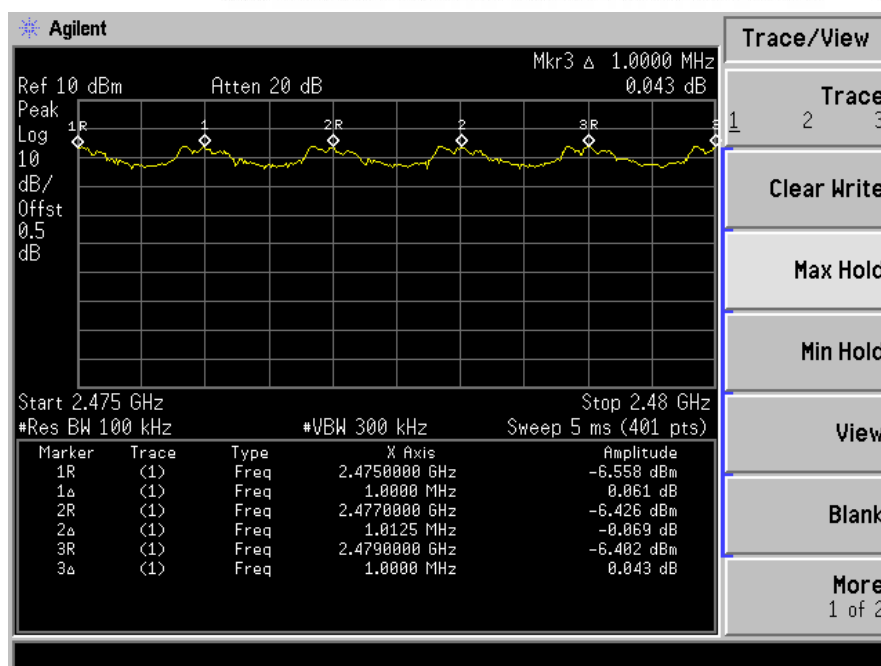 Agilent
Mkr3 Δ 1.0000 MHz
Ref 10 dBm Atten 20 dB 0.043 dB
Peak
Log
10
dB/
Offst
0.5
dB
1R 1 2R 2 3R 3
Start 2.475 GHz Stop 2.48 GHz
#Res BW 100 kHz #VBW 300 kHz Sweep 5 ms (401 pts)
Marker Trace Type X Axis Amplitude
1R (1) Freq 2.4750000 GHz -6.558 dBm
1Δ (1) Freq 1.0000 MHz 0.061 dB
2R (1) Freq 2.4770000 GHz -6.426 dBm
2Δ (1) Freq 1.0125 MHz -0.069 dB
3R (1) Freq 2.4790000 GHz -6.402 dBm
3Δ (1) Freq 1.0000 MHz 0.043 dB
Trace/View
Trace
1 2 3
Clear Write
Max Hold
Min Hold
View
Blank
More
1 of 2